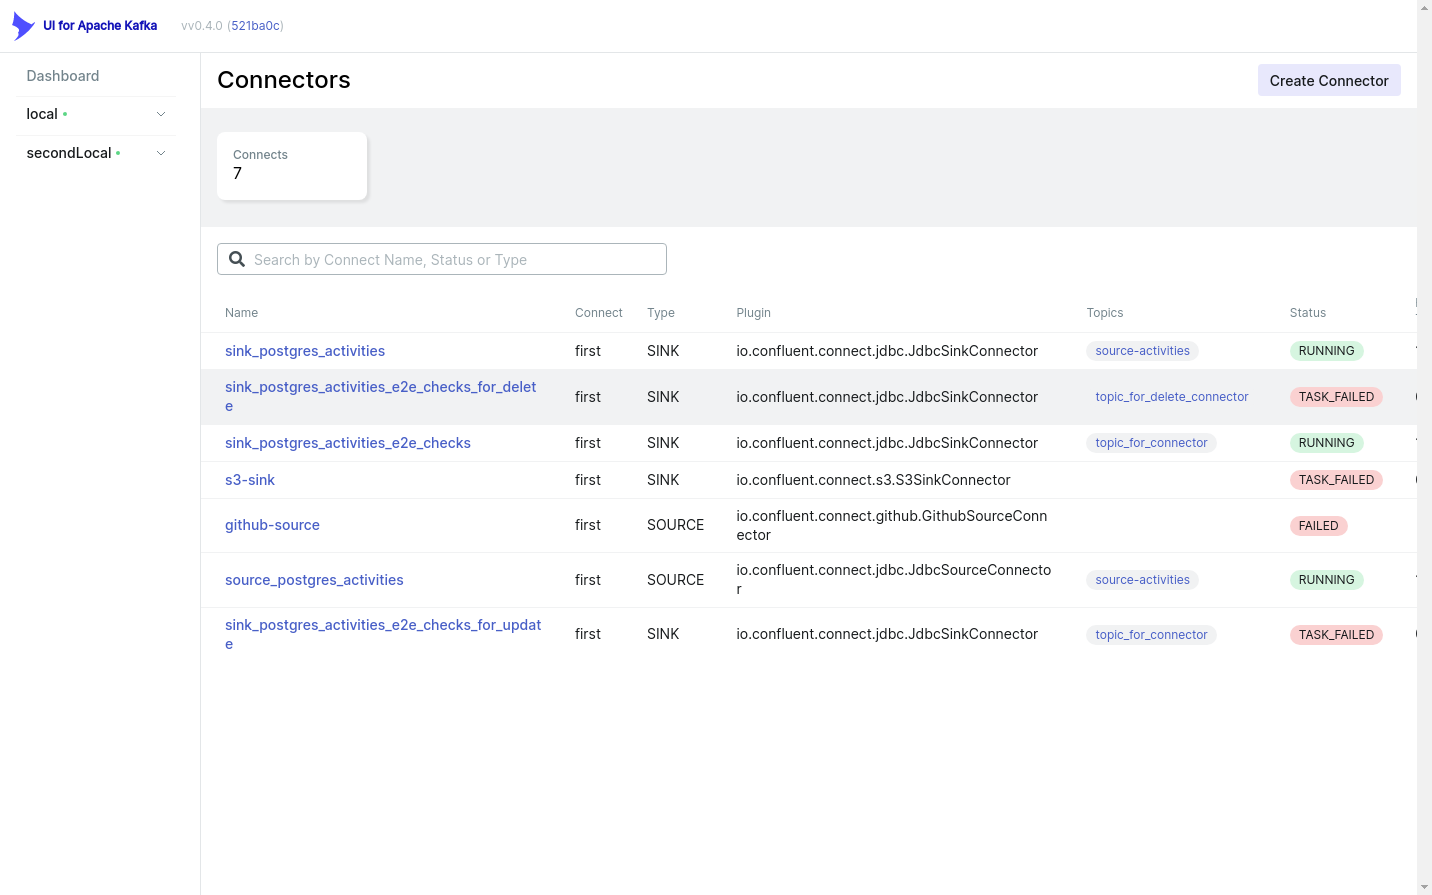 UI for Apache Kafka vv0.4.0 (521ba0c)
Dashboard
local
secondLocal
Connectors
Create Connector
Connects
7
Search by Connect Name, Status or Type
Name Connect Type Plugin Topics Status
sink_postgres_activities first SINK io.confluent.connect.jdbc.JdbcSinkConnector source-activities RUNNING
sink_postgres_activities_e2e_checks_for_delet
e first SINK io.confluent.connect.jdbc.JdbcSinkConnector topic_for_delete_connector TASK_FAILED
sink_postgres_activities_e2e_checks first SINK io.confluent.connect.jdbc.JdbcSinkConnector topic_for_connector RUNNING
s3-sink first SINK io.confluent.connect.s3.S3SinkConnector TASK_FAILED
github-source first SOURCE io.confluent.connect.github.GithubSourceConn
ector FAILED
source_postgres_activities first SOURCE io.confluent.connect.jdbc.JdbcSourceConnecto
r source-activities RUNNING
sink_postgres_activities_e2e_checks_for_updat
e first SINK io.confluent.connect.jdbc.JdbcSinkConnector topic_for_connector TASK_FAILED